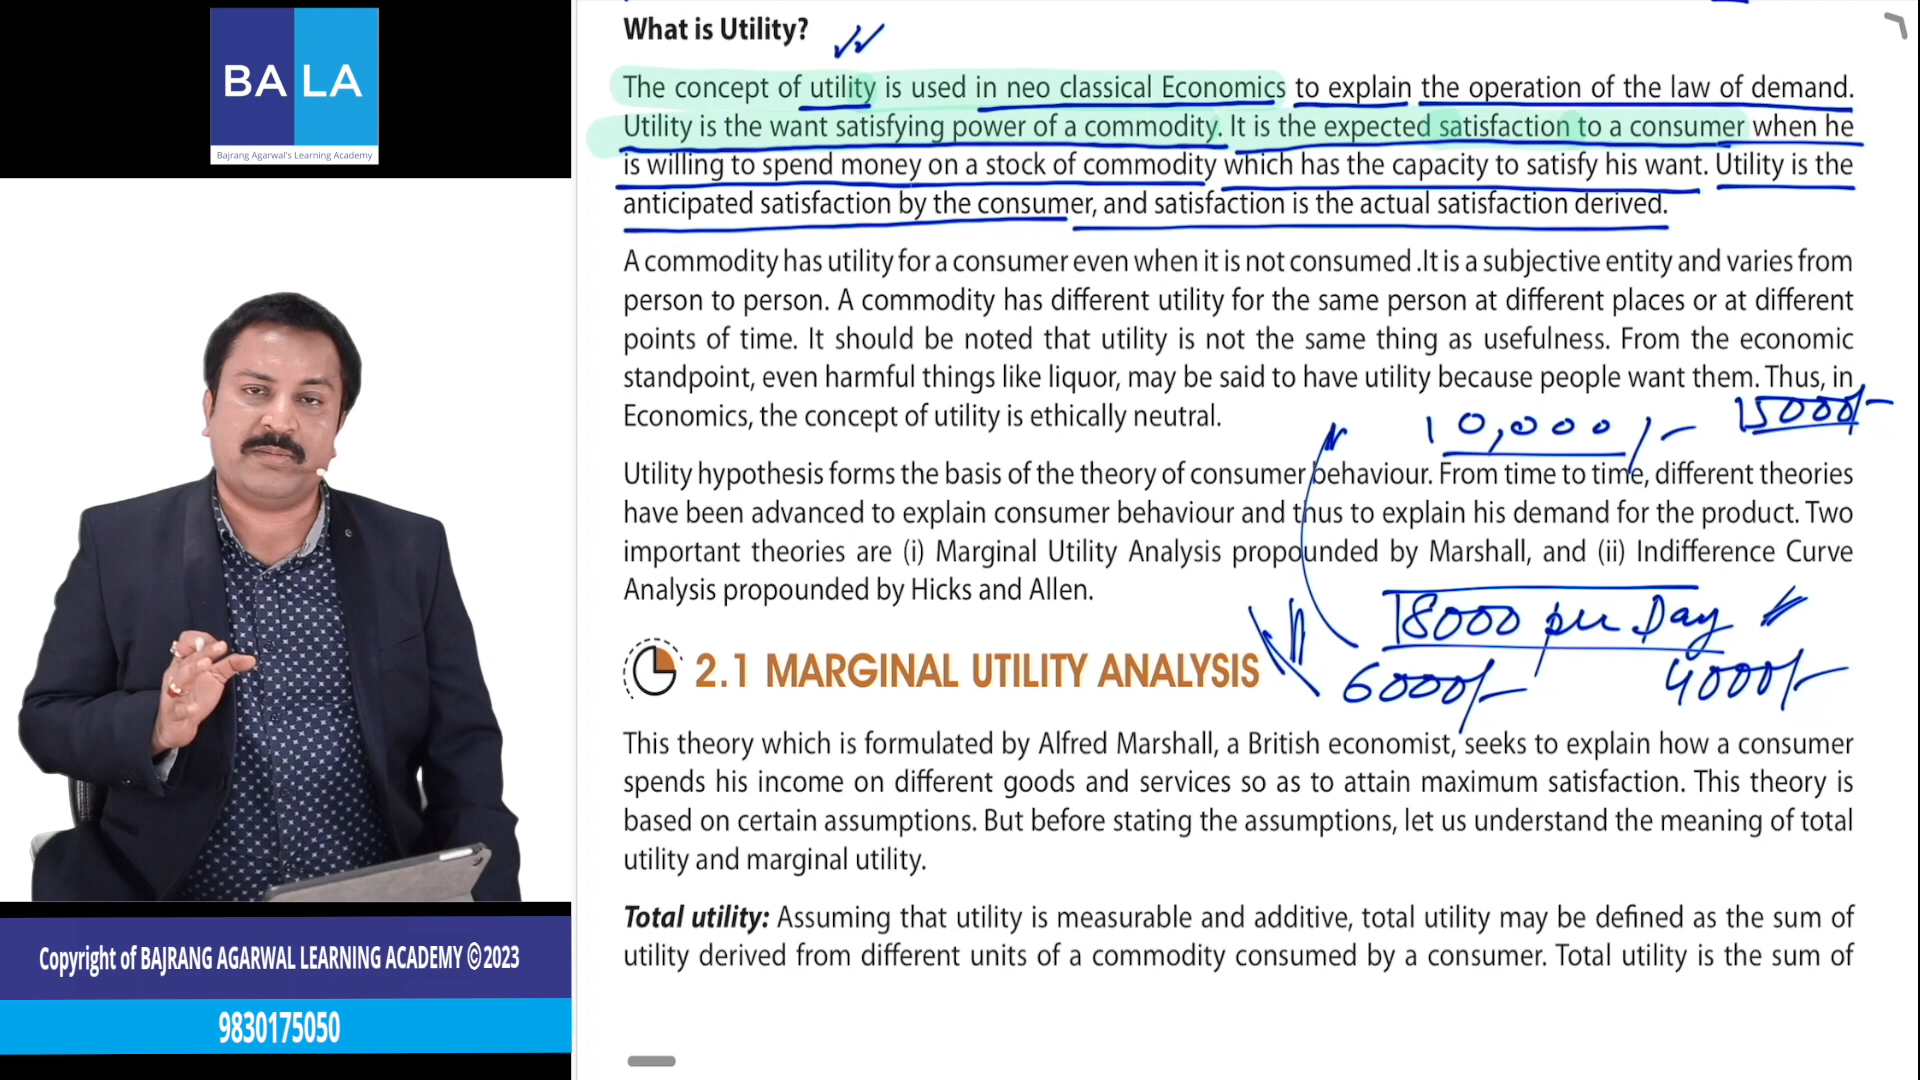 BA LA
Bajrang Agarwal's Learning Academy
What is Utility?
The concept of utility is used in neo classical Economics to explain the operation of the law of demand.
Utility is the want satisfying power of a commodity. It is the expected satisfaction to a consumer when he
is willing to spend money on a stock of commodity which has the capacity to satisfy his want. Utility is the
anticipated satisfaction by the consumer, and satisfaction is the actual satisfaction derived.
A commodity has utility for a consumer even when it is not consumed .It is a subjective entity and varies from
person to person. A commodity has different utility for the same person at different places or at different
points of time. It should be noted that utility is not the same thing as usefulness. From the economic
standpoint, even harmful things like liquor, may be said to have utility because people want them. Thus, in
Economics, the concept of utility is ethically neutral.
10,000/- 15000/-
Utility hypothesis forms the basis of the theory of consumer behaviour. From time to time, different theories
have been advanced to explain consumer behaviour and thus to explain his demand for the product. Two
important theories are (i) Marginal Utility Analysis propounded by Marshall, and (ii) Indifference Curve
Analysis propounded by Hicks and Allen.
18000 per Day
2.1 MARGINAL UTILITY ANALYSIS
6000/- 4000/-
This theory which is formulated by Alfred Marshall, a British economist, seeks to explain how a consumer
spends his income on different goods and services so as to attain maximum satisfaction. This theory is
based on certain assumptions. But before stating the assumptions, let us understand the meaning of total
utility and marginal utility.
Total utility: Assuming that utility is measurable and additive, total utility may be defined as the sum of
utility derived from different units of a commodity consumed by a consumer. Total utility is the sum of
Copyright of BAJRANG AGARWAL LEARNING ACADEMY ©2023
9830175050